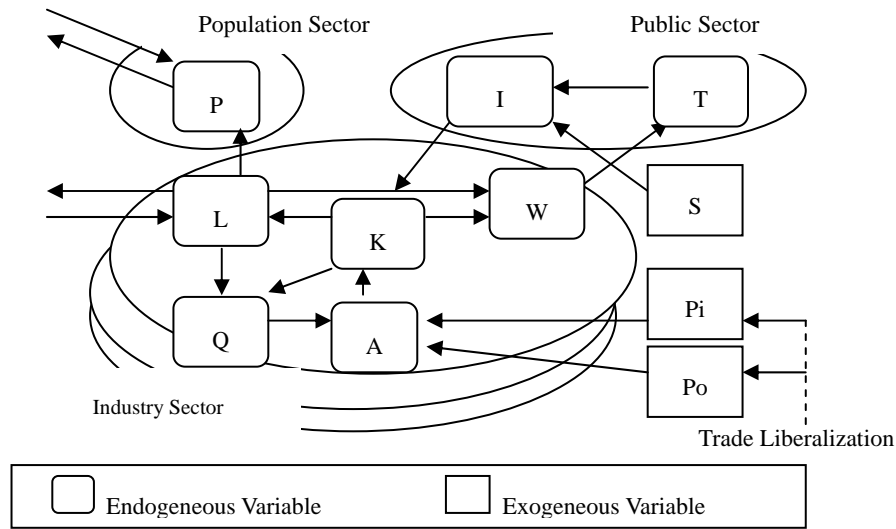 Population Sector
Public Sector
P
I
T
L
W
S
K
Q
A
Pi
Po
Industry Sector
Trade Liberalization
Endogeneous Variable
Exogeneous Variable